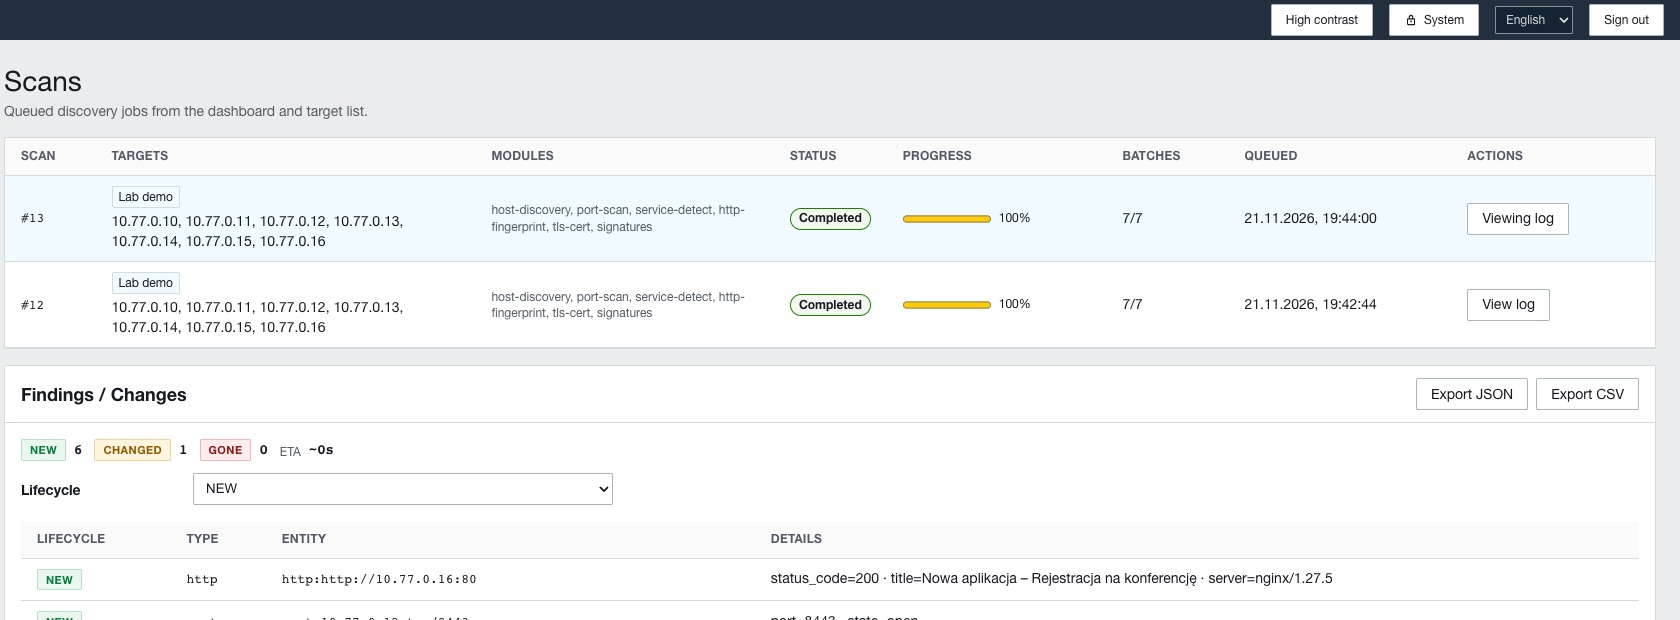 High contrast System English Sign out
Scans
Queued discovery jobs from the dashboard and target list.
SCAN TARGETS MODULES STATUS PROGRESS BATCHES QUEUED ACTIONS
Lab demo
#13 10.77.0.10, 10.77.0.11, 10.77.0.12, 10.77.0.13, host-discovery, port-scan, service-detect, http- Completed 100% 7/7 21.11.2026, 19:44:00 Viewing log
10.77.0.14, 10.77.0.15, 10.77.0.16 fingerprint, tls-cert, signatures
Lab demo
#12 10.77.0.10, 10.77.0.11, 10.77.0.12, 10.77.0.13, host-discovery, port-scan, service-detect, http- Completed 100% 7/7 21.11.2026, 19:42:44 View log
10.77.0.14, 10.77.0.15, 10.77.0.16 fingerprint, tls-cert, signatures
Findings / Changes Export JSON Export CSV
NEW 6 CHANGED 1 GONE 0 ETA ~0s
Lifecycle NEW
LIFECYCLE TYPE ENTITY DETAILS
NEW http http:http://10.77.0.16:80 status_code=200 · title=Nowa aplikacja – Rejestracja na konferencję · server=nginx/1.27.5
NEW